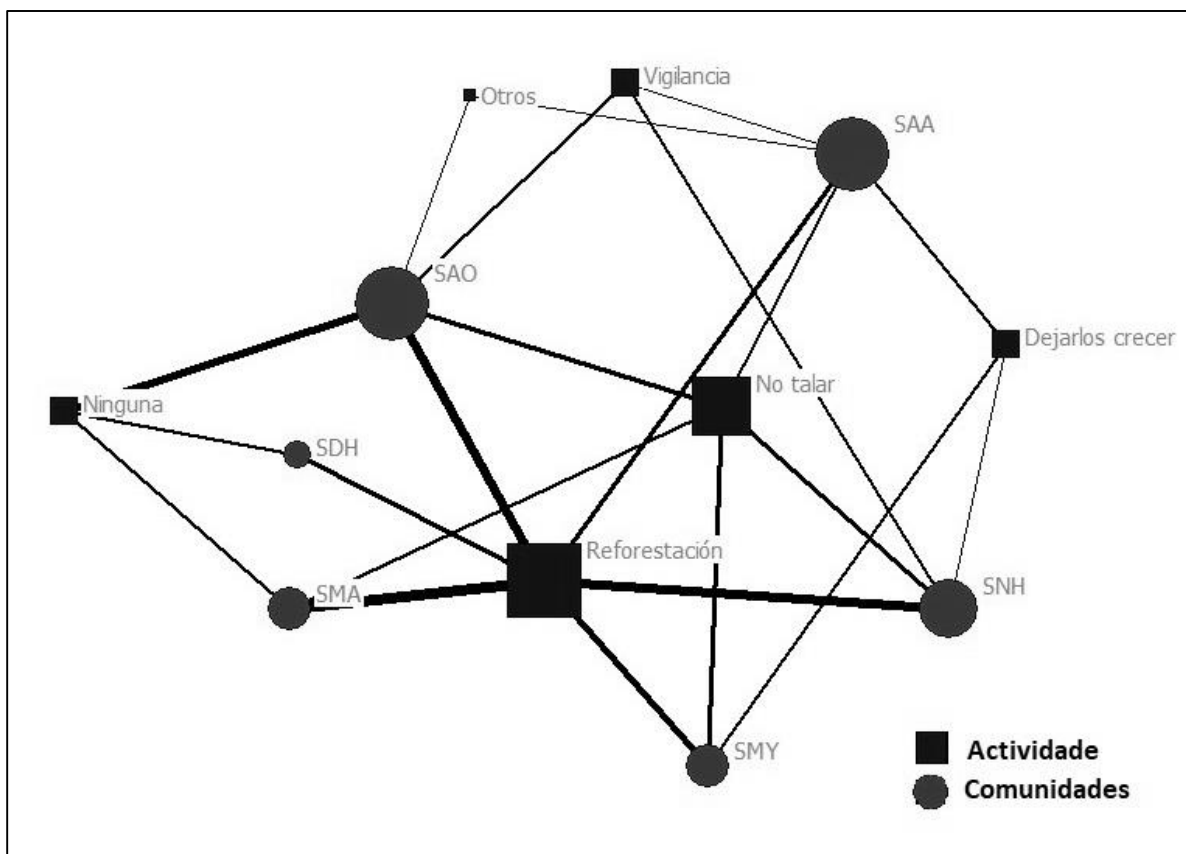 Vigilancia
Otros
SAA
SAO
Dejarlos crecer
No talar
Ninguna
SDH
Reforestación
SMA
SNH
SMY
Actividade
Comunidades